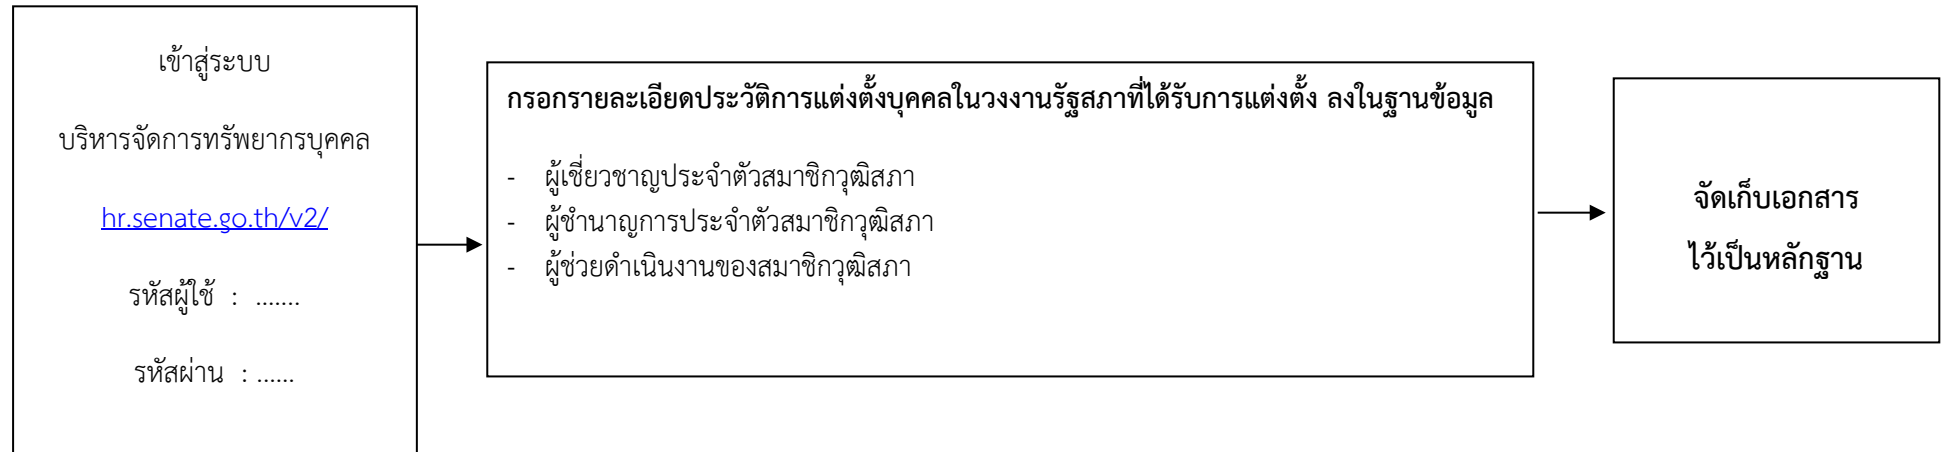 เข้าสู่ระบบ
บริหารจัดการทรัพยากรบุคคล
hr.senate.go.th/v2/
รหัสผู้ใช้ : .......
รหัสผ่าน : ......
กรอกรายละเอียดประวัติการแต่งตั้งบุคคลในวงงานรัฐสภาที่ได้รับการแต่งตั้ง ลงในฐานข้อมูล
- ผู้เชี่ยวชาญประจำตัวสมาชิกวุฒิสภา
- ผู้ชำนาญการประจำตัวสมาชิกวุฒิสภา
- ผู้ช่วยดำเนินงานของสมาชิกวุฒิสภา
จัดเก็บเอกสาร
ไว้เป็นหลักฐาน